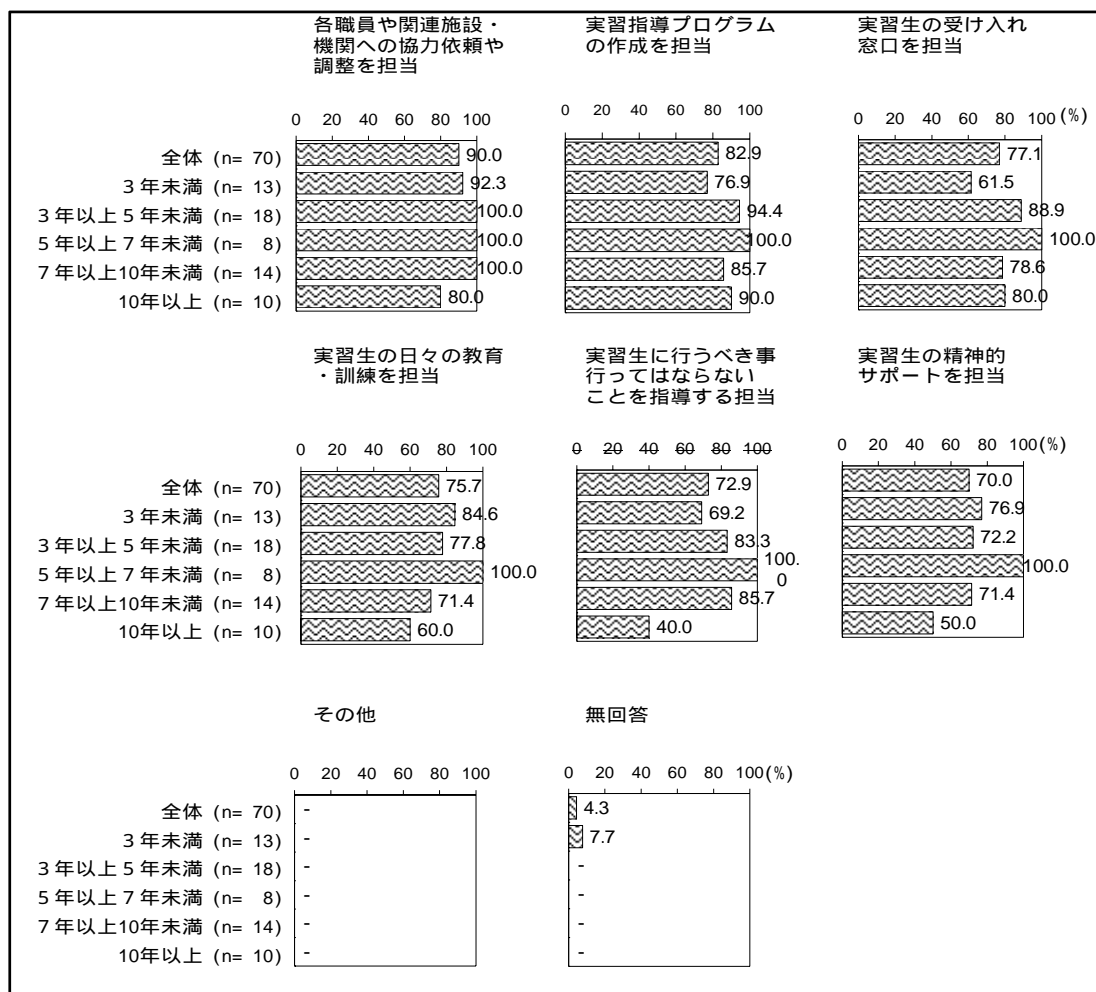 各職員や関連施設・
機関への協力依頼や
調整を担当
実習指導プログラム
の作成を担当
実習生の受け入れ
窓口を担当
0 20 40 60 80 100
0 20 40 60 80 100
0 20 40 60 80 100(%)
全体 (n= 70) 90.0 82.9 77.1
３年未満 (n= 13) 92.3 76.9 61.5
３年以上５年未満 (n= 18) 100.0 94.4 88.9
５年以上７年未満 (n= 8) 100.0 100.0 100.0
７年以上10年未満 (n= 14) 100.0 85.7 78.6
10年以上 (n= 10) 80.0 90.0 80.0
実習生の日々の教育
・訓練を担当
実習生に行うべき事
行ってはならない
ことを指導する担当
実習生の精神的
サポートを担当
0 20 40 60 80 100
0 20 40 60 80 100
0 20 40 60 80 100(%)
全体 (n= 70) 75.7 72.9 70.0
３年未満 (n= 13) 84.6 69.2 76.9
３年以上５年未満 (n= 18) 77.8 83.3 72.2
５年以上７年未満 (n= 8) 100.0 100.
0 100.0
７年以上10年未満 (n= 14) 71.4 85.7 71.4
10年以上 (n= 10) 60.0 40.0 50.0
その他
無回答
0 20 40 60 80 100
0 20 40 60 80 100(%)
全体 (n= 70) - 4.3
３年未満 (n= 13) - 7.7
３年以上５年未満 (n= 18) - -
５年以上７年未満 (n= 8) - -
７年以上10年未満 (n= 14) - -
10年以上 (n= 10) - -